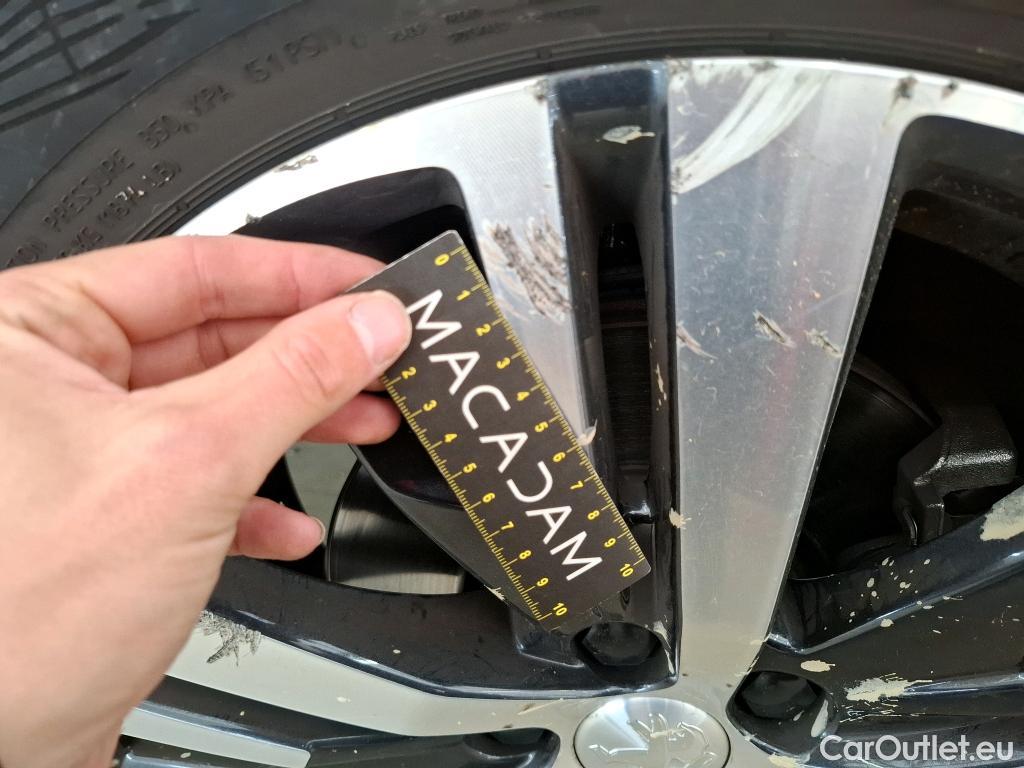 350 KPA 51 PSI
PRESSURE
0 1 2 3 4 5 6 7 8 9 10
MACADAM
2 3 4 5 6 7 8 9 10
CarOutlet.eu